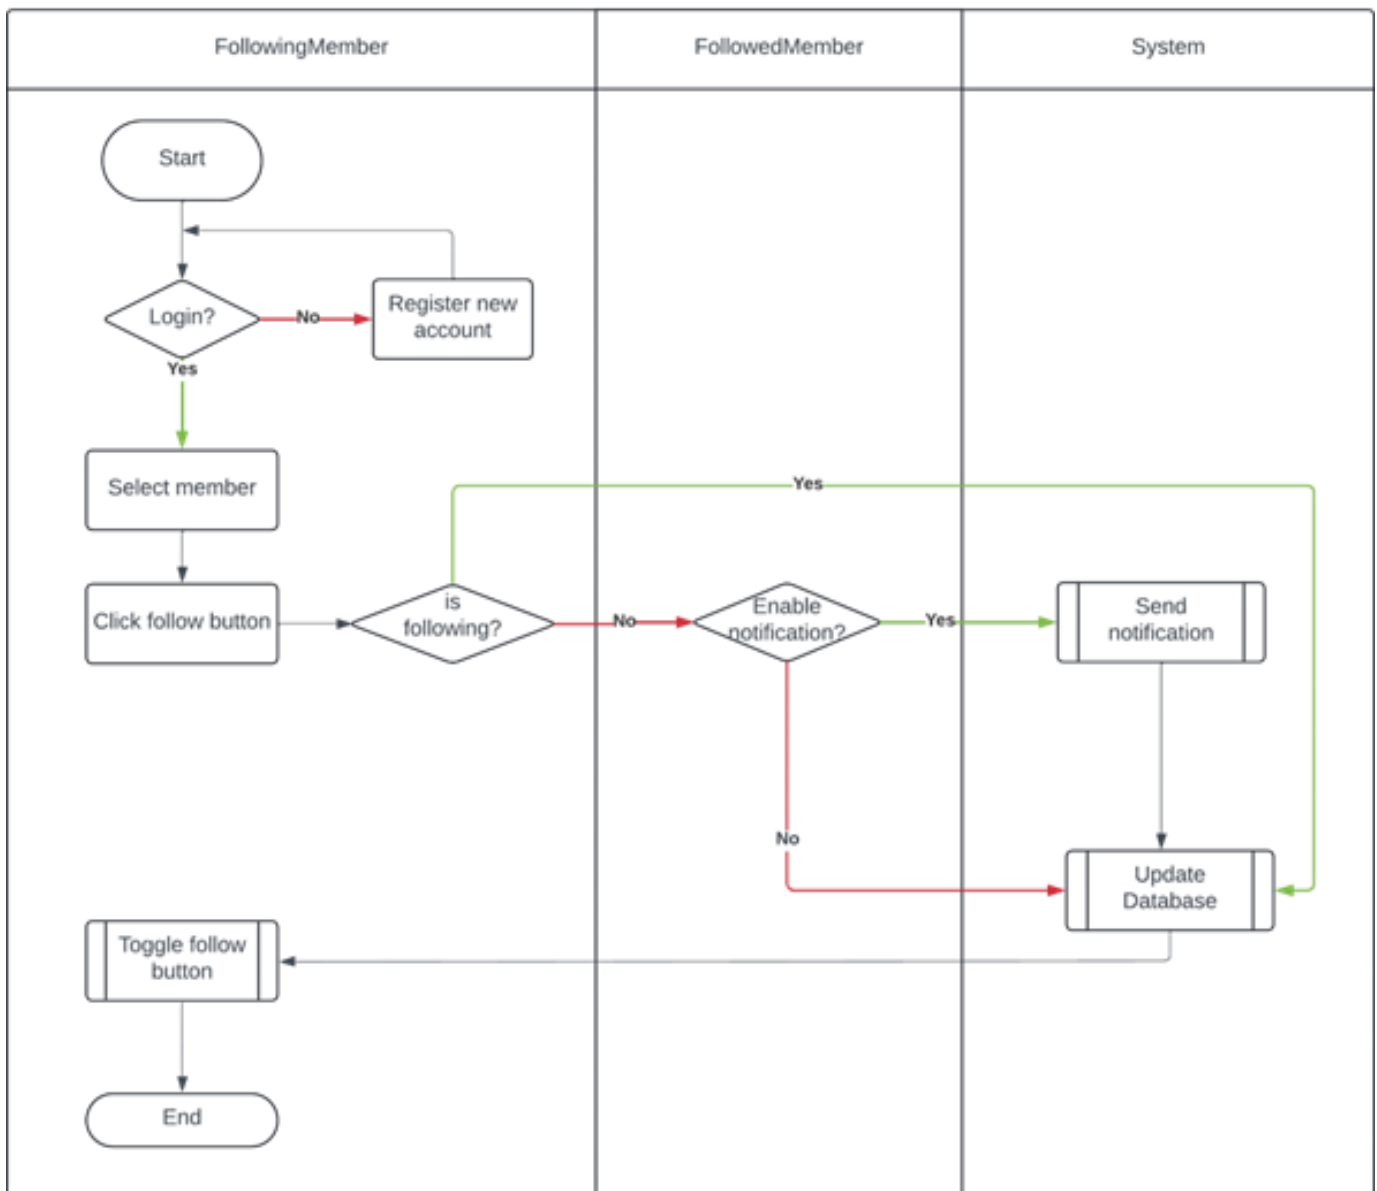 FollowingMember
FollowedMember
System
Start
Login?
No
Register new
account
Yes
Select member
Yes
Click follow button
is
following?
No
Enable
notification?
Yes
Send
notification
No
Update
Database
Toggle follow
button
End